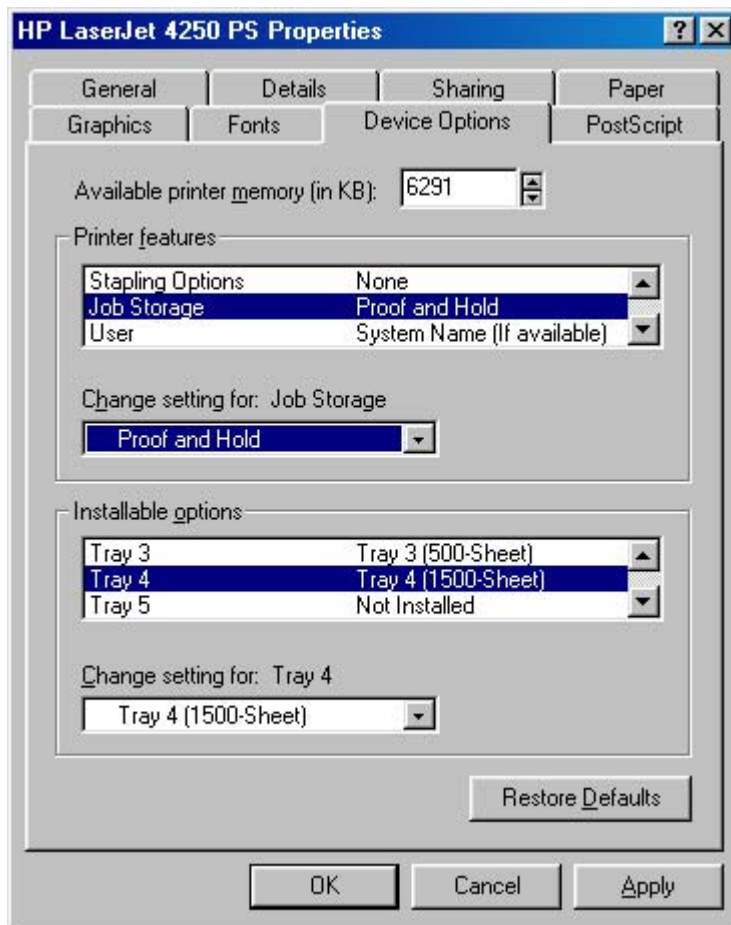 HP LaserJet 4250 PS Properties
General Details Sharing Paper
Graphics Fonts Device Options PostScript
Available printer memory (in KB): 6291
Printer features
Stapling Options None
Job Storage Proof and Hold
User System Name (If available)
Change setting for: Job Storage
Proof and Hold
Installable options
Tray 3 Tray 3 (500-Sheet)
Tray 4 Tray 4 (1500-Sheet)
Tray 5 Not Installed
Change setting for: Tray 4
Tray 4 (1500-Sheet)
Restore Defaults
OK Cancel Apply